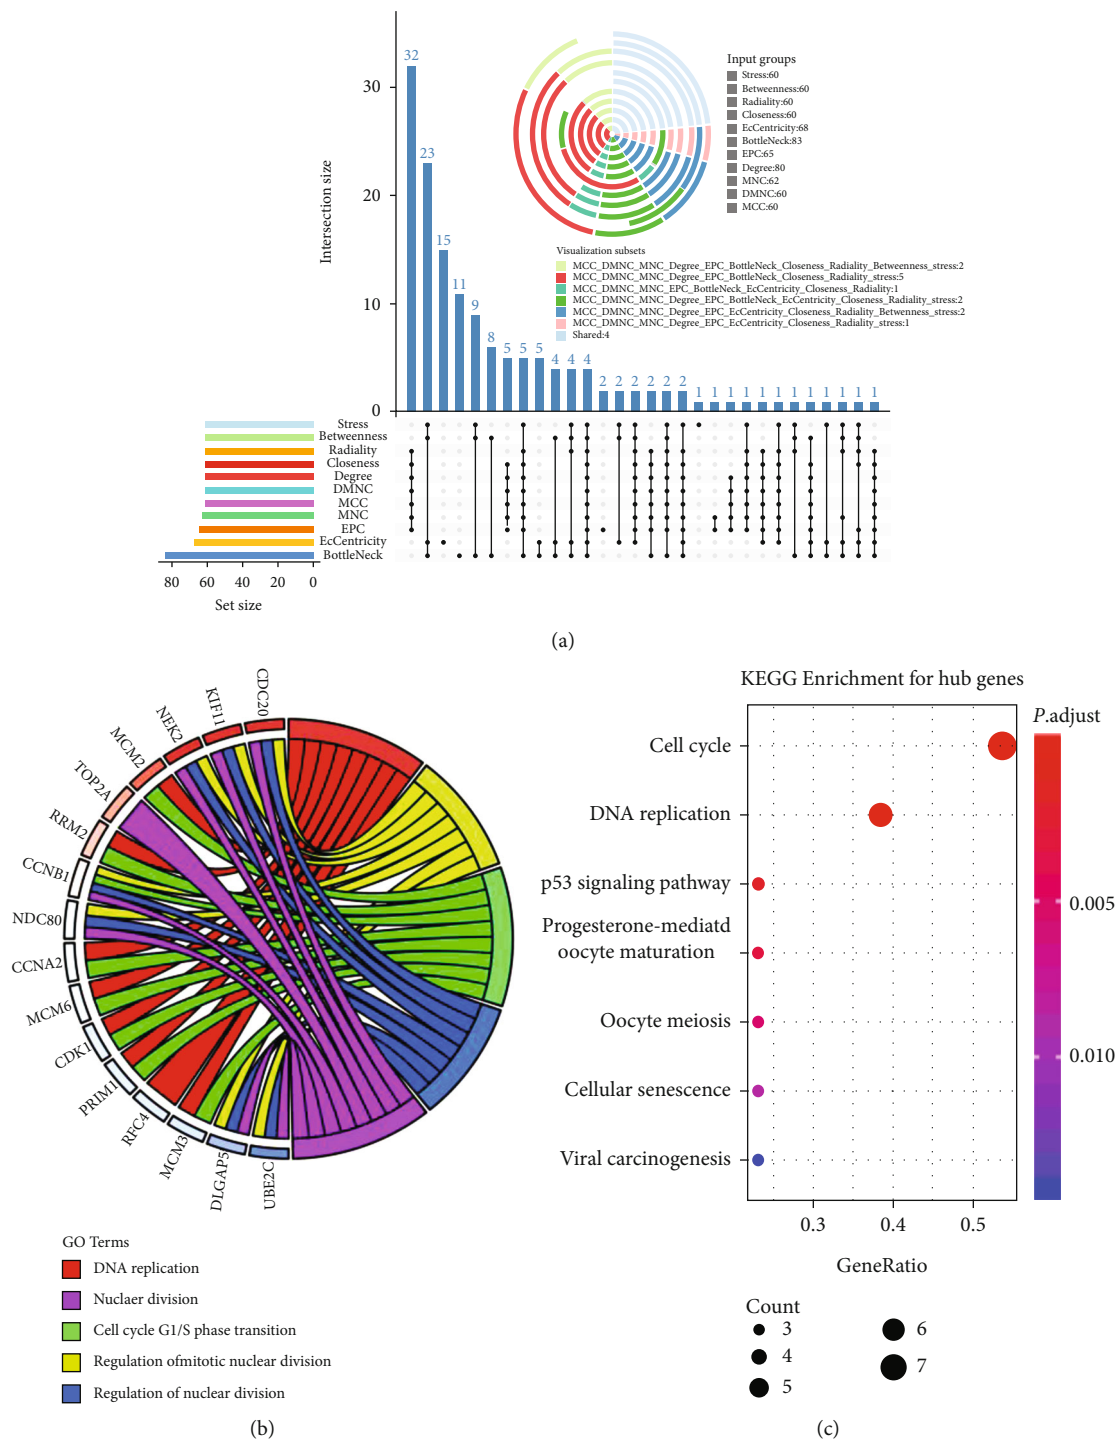 32
23
15
11
9
8
5
5
5
4
4
4
2
2
2
2
2
2
1
1
1
1
1
1
1
1
1
1
1
1
Intersection size
30
20
10
0
Input groups
Stress:60
Betweenness:60
Radiality:60
Closeness:60
EcCentricity:68
BottleNeck:83
EPC:65
Degree:80
MNC:62
DMNC:60
MCC:60
Visualization subsets
MCC_DMNC_MNC_Degree_EPC_BottleNeck_Closeness_Radiality_Betweenness_stress:2
MCC_DMNC_MNC_Degree_EPC_BottleNeck_Closeness_Radiality_stress:5
MCC_DMNC_MNC_EPC_BottleNeck_EcCentricity_Closeness_Radiality:1
MCC_DMNC_MNC_Degree_EPC_BottleNeck_EcCentricity_Closeness_Radiality_stress:2
MCC_DMNC_MNC_Degree_EPC_EcCentricity_Closeness_Radiality_Betwenness_stress:2
MCC_DMNC_MNC_Degree_EPC_EcCentricity_Closeness_Radiality_stress:1
Shared:4
Stress
Betweenness
Radiality
Closeness
Degree
DMNC
MCC
MNC
EPC
EcCentricity
BottleNeck
80 60 40 20 0
Set size
(a)
CDC20
KIF11
NEK2
MCM2
TOP2A
RRM2
CCNB1
NDC80
CCNA2
MCM6
CDK1
PRIM1
RFC4
MCM3
DLGAP5
UBE2C
GO Terms
DNA replication
Nuclaer division
Cell cycle G1/S phase transition
Regulation ofmitotic nuclear division
Regulation of nuclear division
(b)
KEGG Enrichment for hub genes
Cell cycle
DNA replication
p53 signaling pathway
Progesterone-mediatd
oocyte maturation
Oocyte meiosis
Cellular senescence
Viral carcinogenesis
0.3 0.4 0.5
GeneRatio
P.adjust
0.005
0.010
Count
3
4
5
6
7
(c)